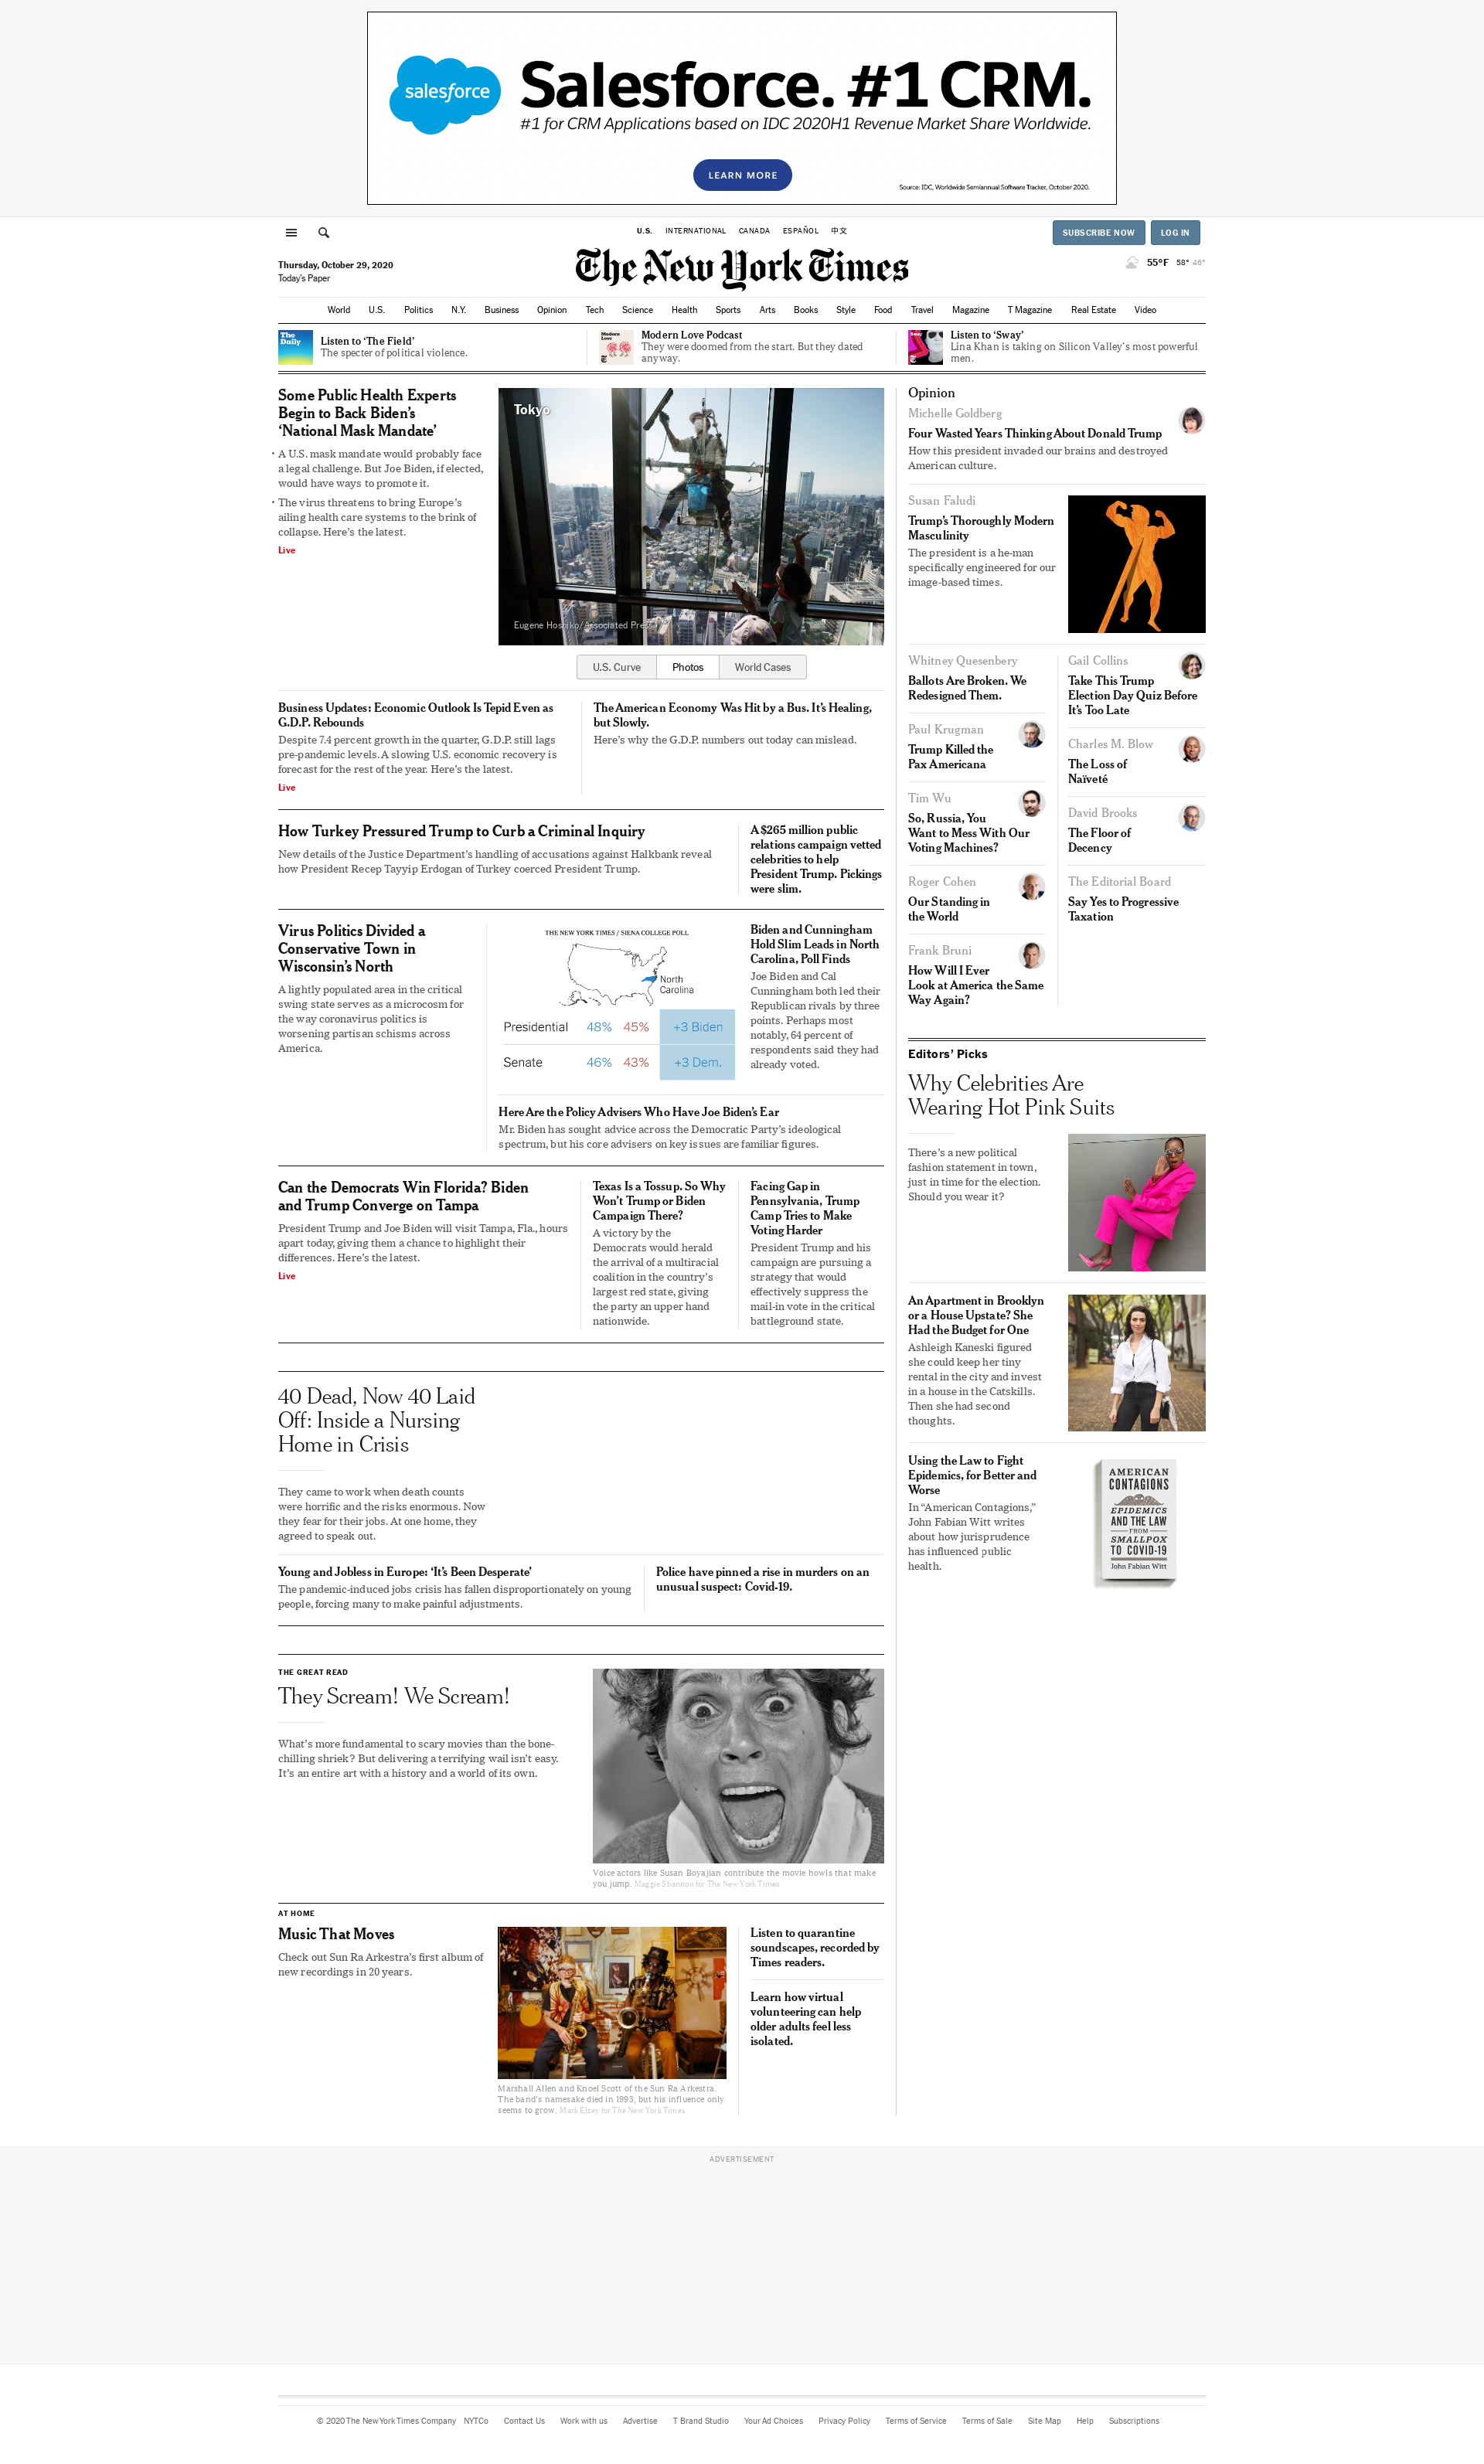 salesforce
Salesforce. #1 CRM.
#1 for CRM Applications based on IDC 2020H1 Revenue Market Share Worldwide.
LEARN MORE
Source: IDC, Worldwide Semiannual Software Tracker, October 2020.
U.S. INTERNATIONAL CANADA ESPAÑOL 中文
SUBSCRIBE NOW LOG IN
Thursday, October 29, 2020
Today's Paper
The New York Times
55°F 58° 46°
World U.S. Politics N.Y. Business Opinion Tech Science Health Sports Arts Books Style Food Travel Magazine T Magazine Real Estate Video
The
Daily
Listen to ‘The Field’
The specter of political violence.
Modern
Love
Modern Love Podcast
They were doomed from the start. But they dated
anyway.
Listen to ‘Sway’
Lina Khan is taking on Silicon Valley’s most powerful
men.
Some Public Health Experts
Begin to Back Biden’s
‘National Mask Mandate’
• A U.S. mask mandate would probably face
a legal challenge. But Joe Biden, if elected,
would have ways to promote it.
• The virus threatens to bring Europe’s
ailing health care systems to the brink of
collapse. Here’s the latest.
Live
Tokyo
Eugene Hoshiko/Associated Press
U.S. Curve Photos World Cases
Business Updates: Economic Outlook Is Tepid Even as
G.D.P. Rebounds
Despite 7.4 percent growth in the quarter, G.D.P. still lags
pre-pandemic levels. A slowing U.S. economic recovery is
forecast for the rest of the year. Here’s the latest.
Live
The American Economy Was Hit by a Bus. It’s Healing,
but Slowly.
Here’s why the G.D.P. numbers out today can mislead.
How Turkey Pressured Trump to Curb a Criminal Inquiry
New details of the Justice Department’s handling of accusations against Halkbank reveal
how President Recep Tayyip Erdogan of Turkey coerced President Trump.
A $265 million public
relations campaign vetted
celebrities to help
President Trump. Pickings
were slim.
Virus Politics Divided a
Conservative Town in
Wisconsin’s North
A lightly populated area in the critical
swing state serves as a microcosm for
the way coronavirus politics is
worsening partisan schisms across
America.
THE NEW YORK TIMES / SIENA COLLEGE POLL
North
Carolina
Presidential 48% 45% +3 Biden
Senate 46% 43% +3 Dem.
Biden and Cunningham
Hold Slim Leads in North
Carolina, Poll Finds
Joe Biden and Cal
Cunningham both led their
Republican rivals by three
points. Perhaps most
notably, 64 percent of
respondents said they had
already voted.
Here Are the Policy Advisers Who Have Joe Biden’s Ear
Mr. Biden has sought advice across the Democratic Party’s ideological
spectrum, but his core advisers on key issues are familiar figures.
Can the Democrats Win Florida? Biden
and Trump Converge on Tampa
President Trump and Joe Biden will visit Tampa, Fla., hours
apart today, giving them a chance to highlight their
differences. Here’s the latest.
Live
Texas Is a Tossup. So Why
Won’t Trump or Biden
Campaign There?
A victory by the
Democrats would herald
the arrival of a multiracial
coalition in the country’s
largest red state, giving
the party an upper hand
nationwide.
Facing Gap in
Pennsylvania, Trump
Camp Tries to Make
Voting Harder
President Trump and his
campaign are pursuing a
strategy that would
effectively suppress the
mail-in vote in the critical
battleground state.
40 Dead, Now 40 Laid
Off: Inside a Nursing
Home in Crisis
They came to work when death counts
were horrific and the risks enormous. Now
they fear for their jobs. At one home, they
agreed to speak out.
Young and Jobless in Europe: ‘It’s Been Desperate’
The pandemic-induced jobs crisis has fallen disproportionately on young
people, forcing many to make painful adjustments.
Police have pinned a rise in murders on an
unusual suspect: Covid-19.
THE GREAT READ
They Scream! We Scream!
What’s more fundamental to scary movies than the bone-
chilling shriek? But delivering a terrifying wail isn’t easy.
It’s an entire art with a history and a world of its own.
Voice actors like Susan Boyajian contribute the movie howls that make
you jump. Maggie Shannon for The New York Times
AT HOME
Music That Moves
Check out Sun Ra Arkestra’s first album of
new recordings in 20 years.
Marshall Allen and Knoel Scott of the Sun Ra Arkestra.
The band’s namesake died in 1993, but his influence only
seems to grow. Mark Elzey for The New York Times
Listen to quarantine
soundscapes, recorded by
Times readers.
Learn how virtual
volunteering can help
older adults feel less
isolated.
Opinion
Michelle Goldberg
Four Wasted Years Thinking About Donald Trump
How this president invaded our brains and destroyed
American culture.
Susan Faludi
Trump’s Thoroughly Modern
Masculinity
The president is a he-man
specifically engineered for our
image-based times.
Whitney Quesenbery
Ballots Are Broken. We
Redesigned Them.
Paul Krugman
Trump Killed the
Pax Americana
Tim Wu
So, Russia, You
Want to Mess With Our
Voting Machines?
Roger Cohen
Our Standing in
the World
Frank Bruni
How Will I Ever
Look at America the Same
Way Again?
Gail Collins
Take This Trump
Election Day Quiz Before
It’s Too Late
Charles M. Blow
The Loss of
Naïveté
David Brooks
The Floor of
Decency
The Editorial Board
Say Yes to Progressive
Taxation
Editors’ Picks
Why Celebrities Are
Wearing Hot Pink Suits
There’s a new political
fashion statement in town,
just in time for the election.
Should you wear it?
An Apartment in Brooklyn
or a House Upstate? She
Had the Budget for One
Ashleigh Kaneski figured
she could keep her tiny
rental in the city and invest
in a house in the Catskills.
Then she had second
thoughts.
Using the Law to Fight
Epidemics, for Better and
Worse
In “American Contagions,”
John Fabian Witt writes
about how jurisprudence
has influenced public
health.
AMERICAN
CONTAGIONS
EPIDEMICS
AND THE LAW
FROM
SMALLPOX
TO COVID-19
John Fabian Witt
ADVERTISEMENT
© 2020 The New York Times Company NYTCo Contact Us Work with us Advertise T Brand Studio Your Ad Choices Privacy Policy Terms of Service Terms of Sale Site Map Help Subscriptions